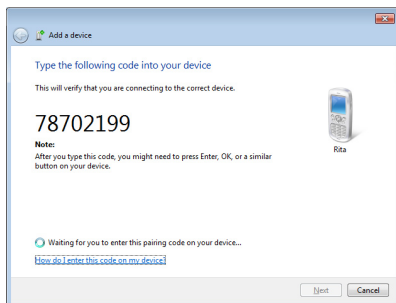 Add a device
Type the following code into your device
This will verify that you are connecting to the correct device.
78702199
Note:
After you type this code, you might need to press Enter, OK, or a similar
button on your device.
Rita
Waiting for you to enter this pairing code on your device...
How do I enter this code on my device?
Next
Cancel